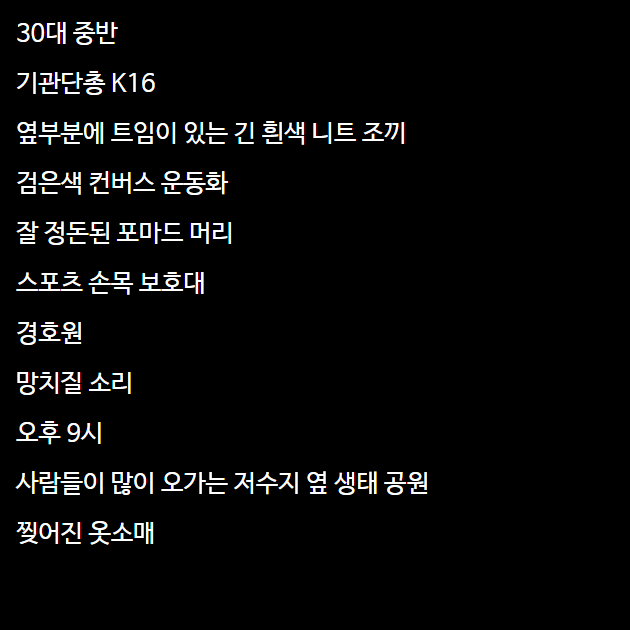 30대 중반
기관단총 K16
옆부분에 트임이 있는 긴 흰색 니트 조끼
검은색 컨버스 운동화
잘 정돈된 포마드 머리
스포츠 손목 보호대
경호원
망치질 소리
오후 9시
사람들이 많이 오가는 저수지 옆 생태 공원
찢어진 옷소매